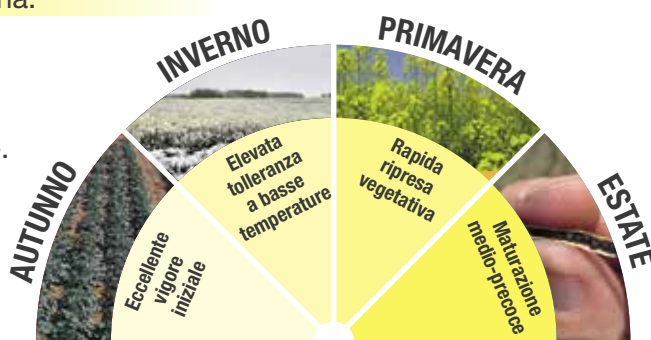 na.
.
AUTUNNO
Eccellente
vigore
iniziale
INVERNO
Elevata
tolleranza
a basse
temperature
PRIMAVERA
Rapida
ripresa
vegetativa
ESTATE
Maturazione
medio-precoce